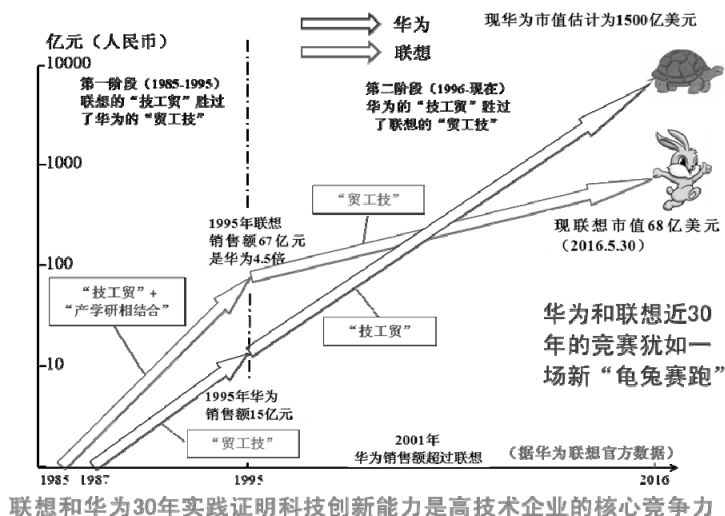 华为
联想
现华为市值估计为1500亿美元
亿元（人民币）
10000
第一阶段（1985-1995）
联想的“技工贸”胜过
了华为的“贸工技”
第二阶段（1996-现在）
华为的“技工贸”胜过
了联想的“贸工技”
1000
“贸工技”
1995年联想
销售额67亿元
是华为4.5倍
现联想市值68亿美元
（2016.5.30）
100
“技工贸”+
“产学研相结合”
“技工贸”
华为和联想近30
年的竞赛犹如一
场新“龟兔赛跑”
10
1995年华为
销售额15亿元
“贸工技”
2001年
华为销售额超过联想
（据华为联想官方数据）
1985 1987 1995 2016
联想和华为30年实践证明科技创新能力是高技术企业的核心竞争力